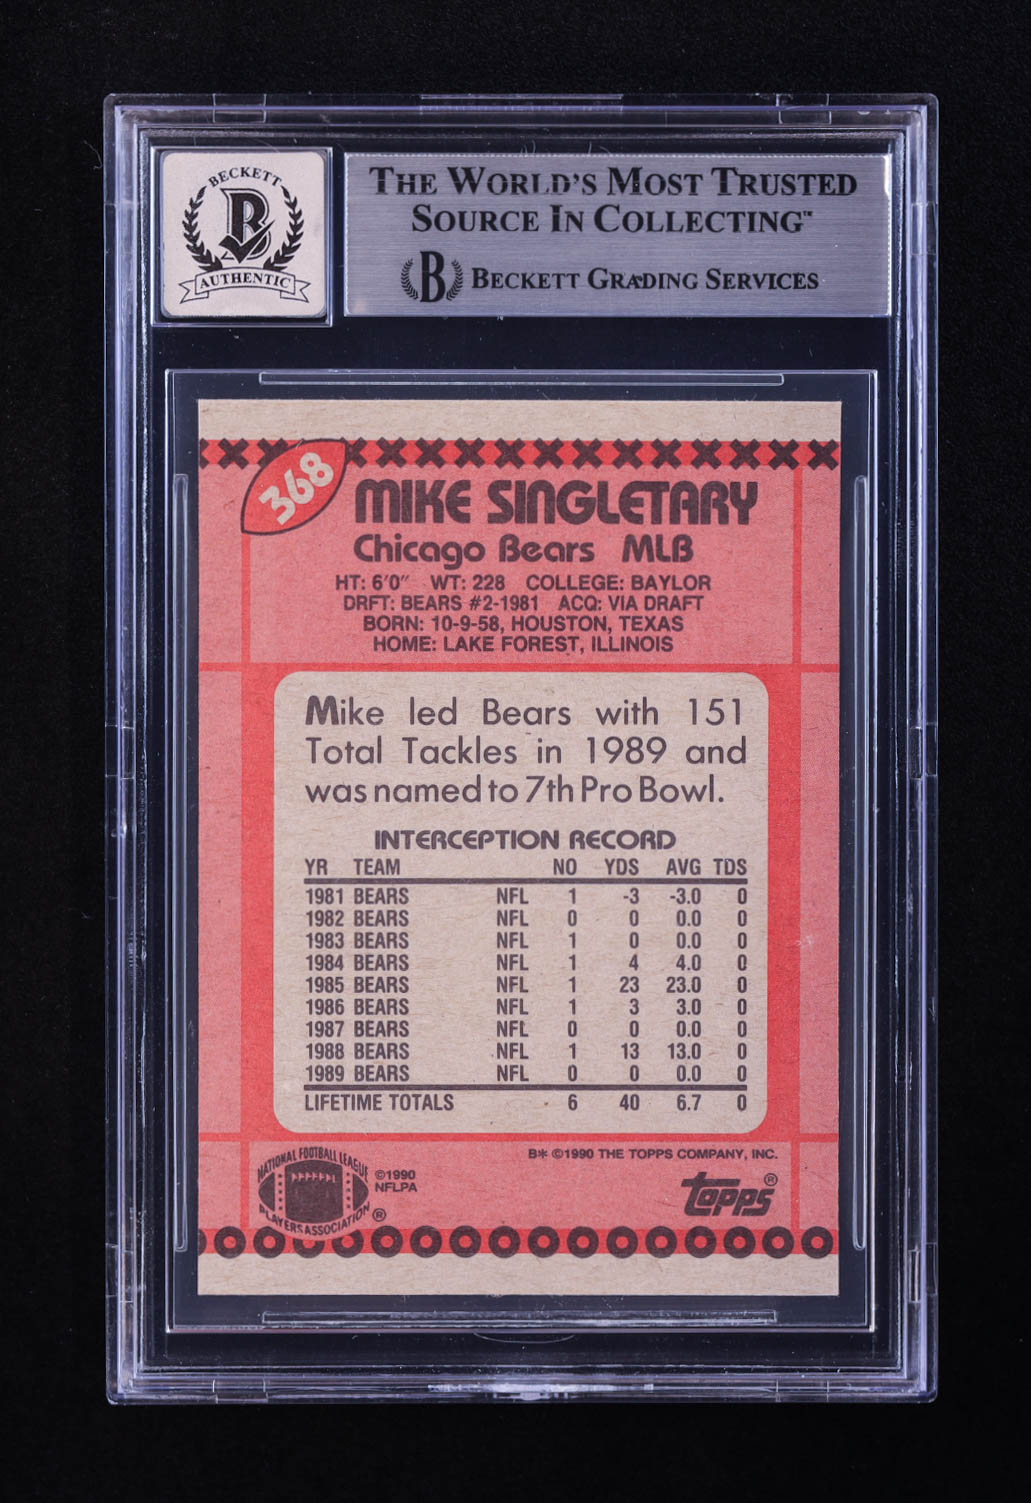 BECKETT
B
AUTHENTIC
THE WORLD'S MOST TRUSTED
SOURCE IN COLLECTING™
B BECKETT GRADING SERVICES
368
MIKE SINGLETARY
Chicago Bears MLB
HT: 6'0" WT: 228 COLLEGE: BAYLOR
DRFT: BEARS #2-1981 ACQ: VIA DRAFT
BORN: 10-9-58, HOUSTON, TEXAS
HOME: LAKE FOREST, ILLINOIS
Mike led Bears with 151
Total Tackles in 1989 and
was named to 7th Pro Bowl.
INTERCEPTION RECORD
YR TEAM NO YDS AVG TDS
1981 BEARS NFL 1 -3 -3.0 0
1982 BEARS NFL 0 0 0.0 0
1983 BEARS NFL 1 0 0.0 0
1984 BEARS NFL 1 4 4.0 0
1985 BEARS NFL 1 23 23.0 0
1986 BEARS NFL 1 3 3.0 0
1987 BEARS NFL 0 0 0.0 0
1988 BEARS NFL 1 13 13.0 0
1989 BEARS NFL 0 0 0.0 0
LIFETIME TOTALS 6 40 6.7 0
NATIONAL FOOTBALL LEAGUE
PLAYERS ASSOCIATION ®
©1990
NFLPA
B* ©1990 THE TOPPS COMPANY, INC.
topps®